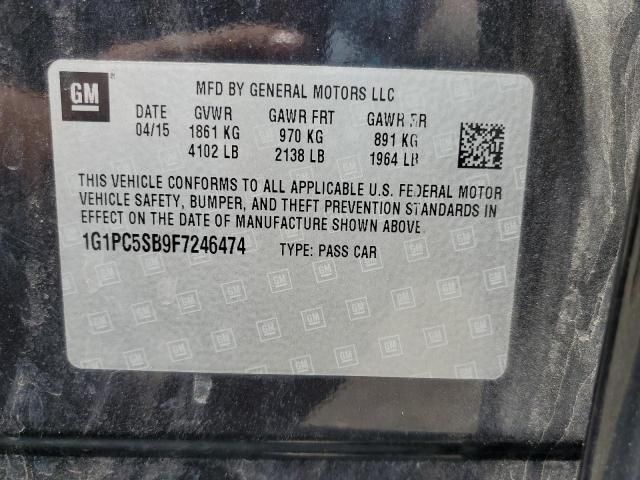 GM
MFD BY GENERAL MOTORS LLC
DATE GVWR GAWR FRT GAWR RR
04/15 1861 KG 970 KG 891 KG
4102 LB 2138 LB 1964 LB
THIS VEHICLE CONFORMS TO ALL APPLICABLE U.S. FEDERAL MOTOR
VEHICLE SAFETY, BUMPER, AND THEFT PREVENTION STANDARDS IN
EFFECT ON THE DATE OF MANUFACTURE SHOWN ABOVE.
1G1PC5SB9F7246474 TYPE: PASS CAR